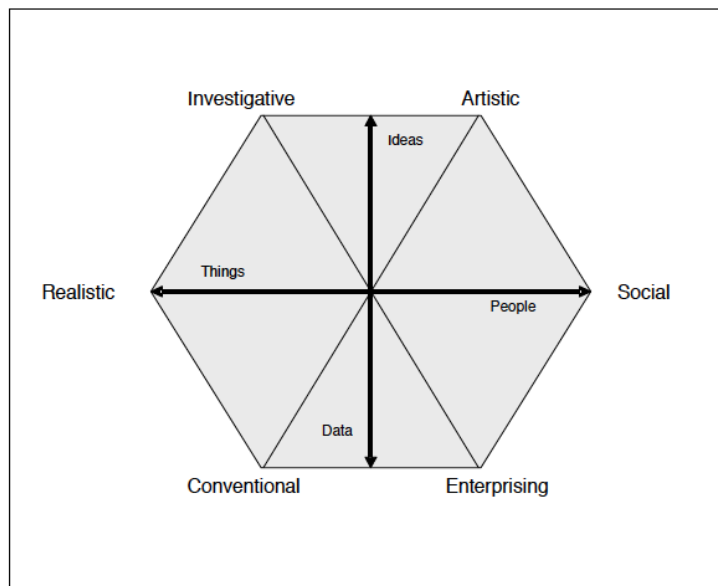 Investigative
Artistic
Ideas
Things
Realistic
People
Social
Data
Conventional
Enterprising